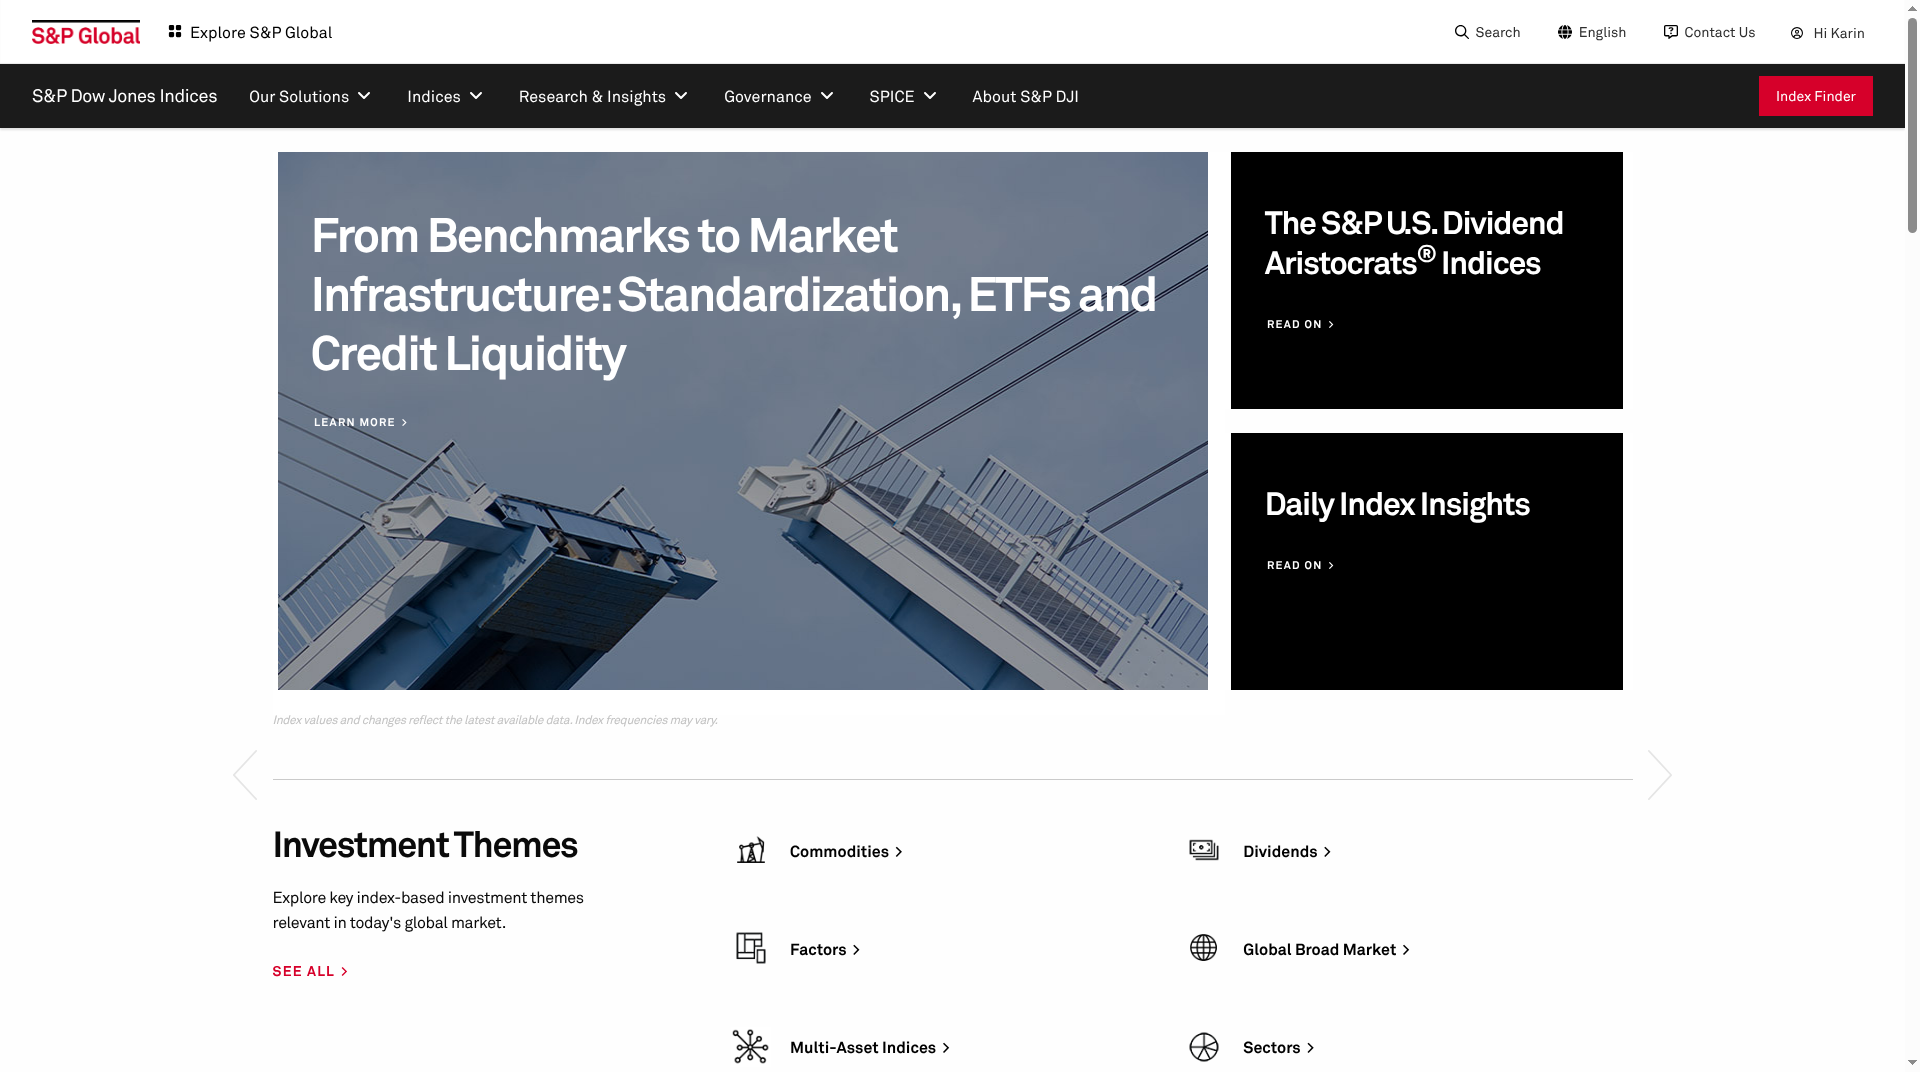 S&P Global
Explore S&P Global
Search
English
Contact Us
Hi Karin
S&P Dow Jones Indices
Our Solutions
Indices
Research & Insights
Governance
SPICE
About S&P DJI
Index Finder
From Benchmarks to Market
Infrastructure: Standardization, ETFs and
Credit Liquidity
LEARN MORE
The S&P U.S. Dividend
Aristocrats® Indices
READ ON
Daily Index Insights
READ ON
Index values and changes reflect the latest available data. Index frequencies may vary.
Investment Themes
Explore key index-based investment themes
relevant in today's global market.
SEE ALL
Commodities
Dividends
Factors
Global Broad Market
Multi-Asset Indices
Sectors